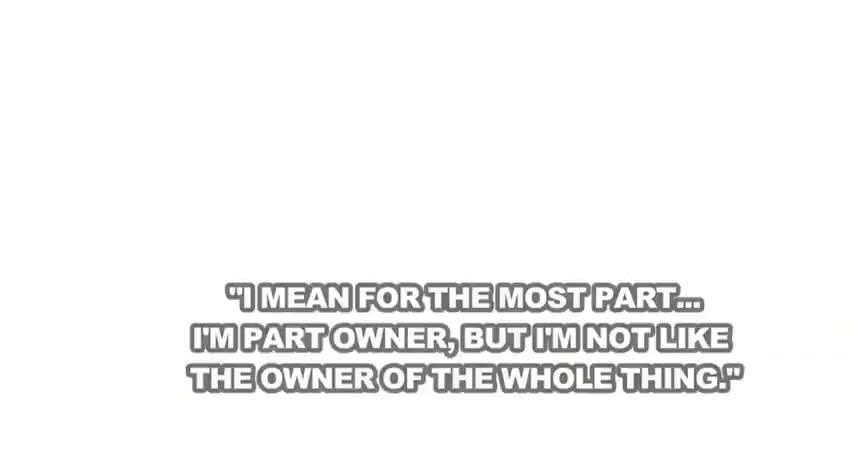 "I MEAN FOR THE MOST PART...
I'M PART OWNER, BUT I'M NOT LIKE
THE OWNER OF THE WHOLE THING."